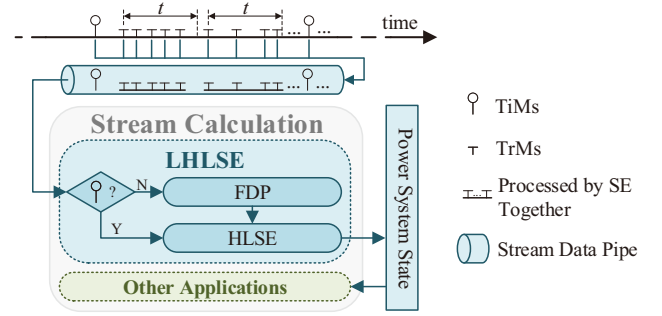 t
t
... ...
time
... ...
Stream Calculation
LHLSE
?
N
FDP
Y
HLSE
Other Applications
Power System State
TiMs
TrMs
...
Processed by SE
Together
Stream Data Pipe